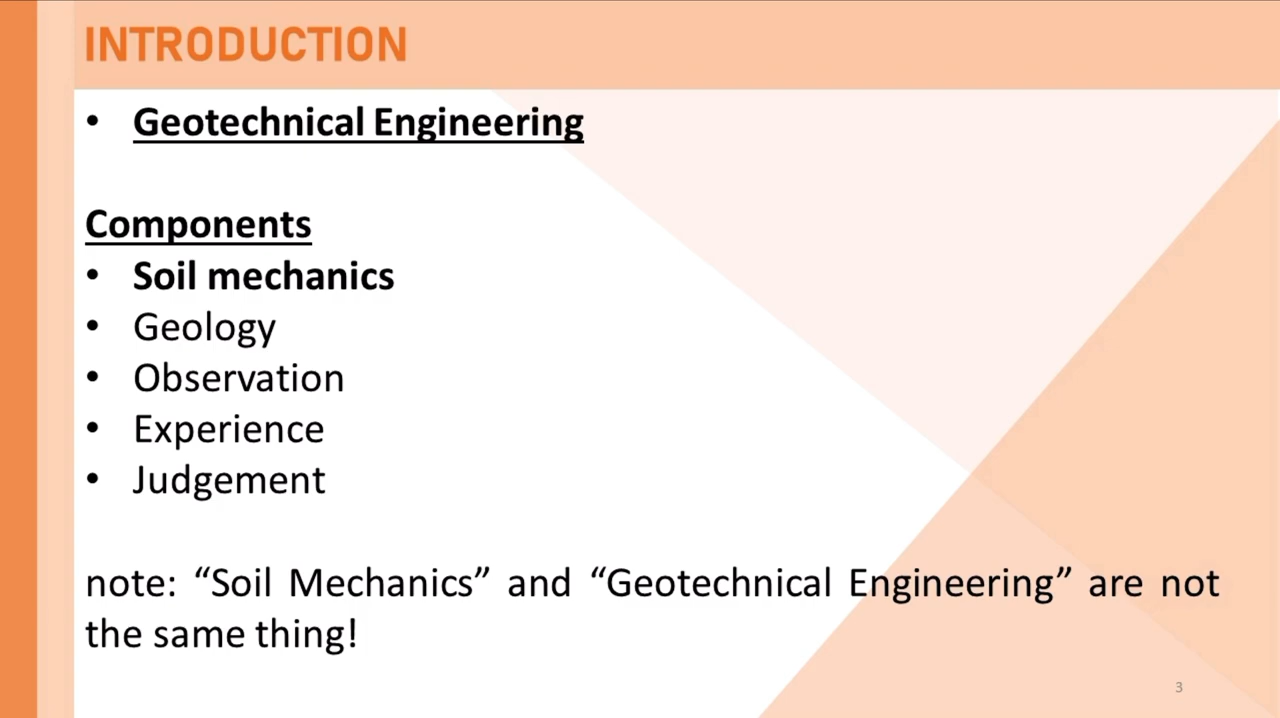 INTRODUCTION
• Geotechnical Engineering
Components
• Soil mechanics
• Geology
• Observation
• Experience
• Judgement
note: “Soil Mechanics” and “Geotechnical Engineering” are not
the same thing!
3